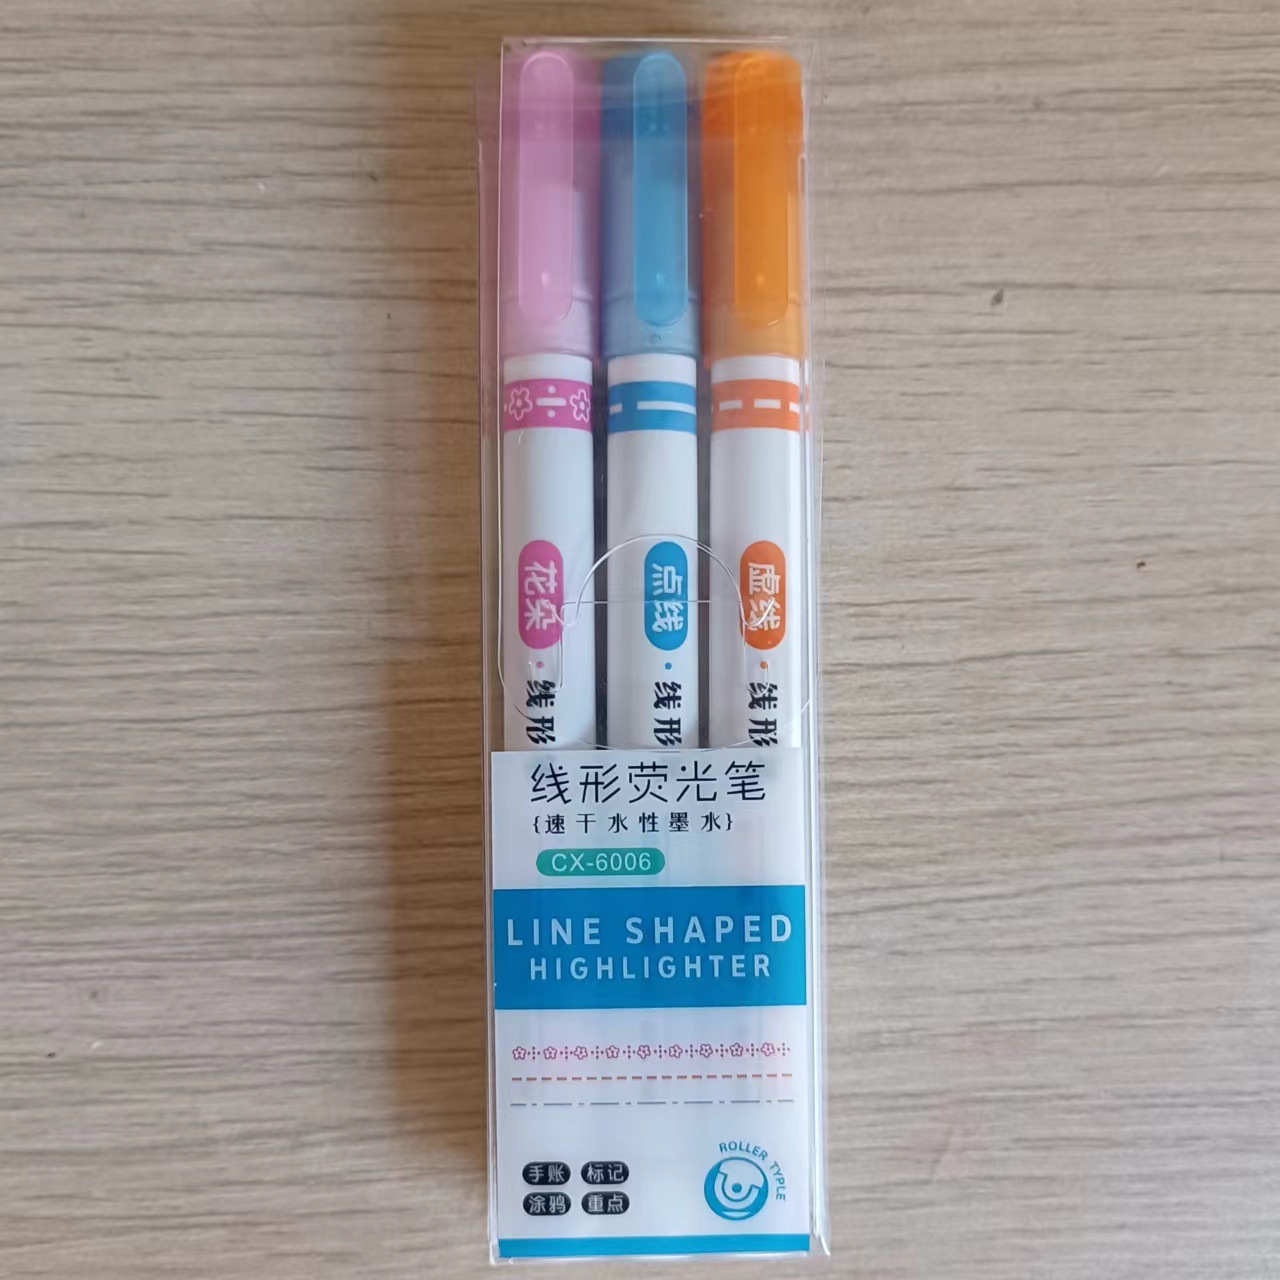 花朵 · 线形
点线 · 线形
虚线 · 线形
线形荧光笔
{速干水性墨水}
CX-6006
LINE SHAPED
HIGHLIGHTER
手账 标记
涂鸦 重点
ROLLER TYPLE